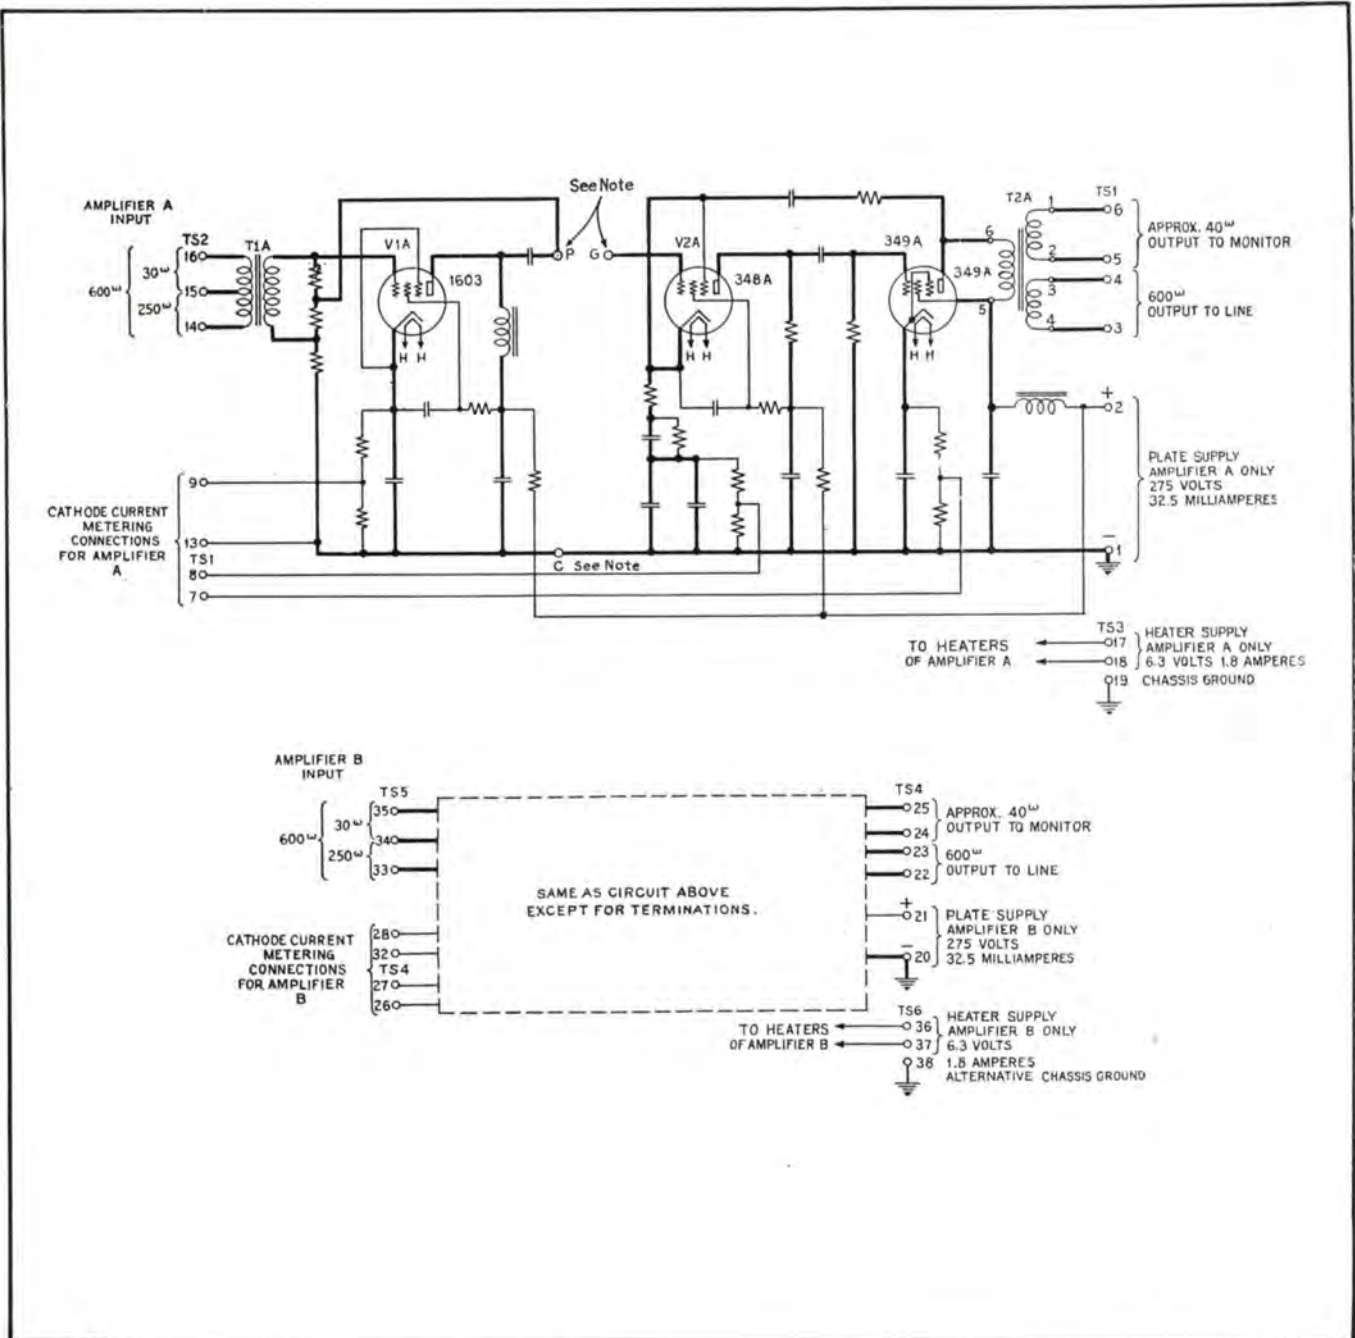 See Note
AMPLIFIER A
INPUT
TS2
T1A
16
30ω
15
600ω
250ω
14
V1A
1603
H H
P
G
V2A
348A
H H
349A
349A
H H
T2A
6
5
1
2
3
4
TS1
6
5
4
3
APPROX. 40ω
OUTPUT TO MONITOR
600ω
OUTPUT TO LINE
+
2
PLATE SUPPLY
AMPLIFIER A ONLY
275 VOLTS
32.5 MILLIAMPERES
−
1
CATHODE CURRENT
METERING
CONNECTIONS
FOR AMPLIFIER
A
9
13
TS1
8
7
C See Note
TO HEATERS
OF AMPLIFIER A
TS3
17
18
19
HEATER SUPPLY
AMPLIFIER A ONLY
6.3 VOLTS 1.8 AMPERES
CHASSIS GROUND
AMPLIFIER B
INPUT
TS5
35
30ω
34
600ω
250ω
33
SAME AS CIRCUIT ABOVE
EXCEPT FOR TERMINATIONS.
TS4
25
24
23
22
APPROX. 40ω
OUTPUT TO MONITOR
600ω
OUTPUT TO LINE
+
21
PLATE SUPPLY
AMPLIFIER B ONLY
275 VOLTS
32.5 MILLIAMPERES
−
20
CATHODE CURRENT
METERING
CONNECTIONS
FOR AMPLIFIER
B
28
32
TS4
27
26
TO HEATERS
OF AMPLIFIER B
TS6
36
37
38
HEATER SUPPLY
AMPLIFIER B ONLY
6.3 VOLTS
1.8 AMPERES
ALTERNATIVE CHASSIS GROUND